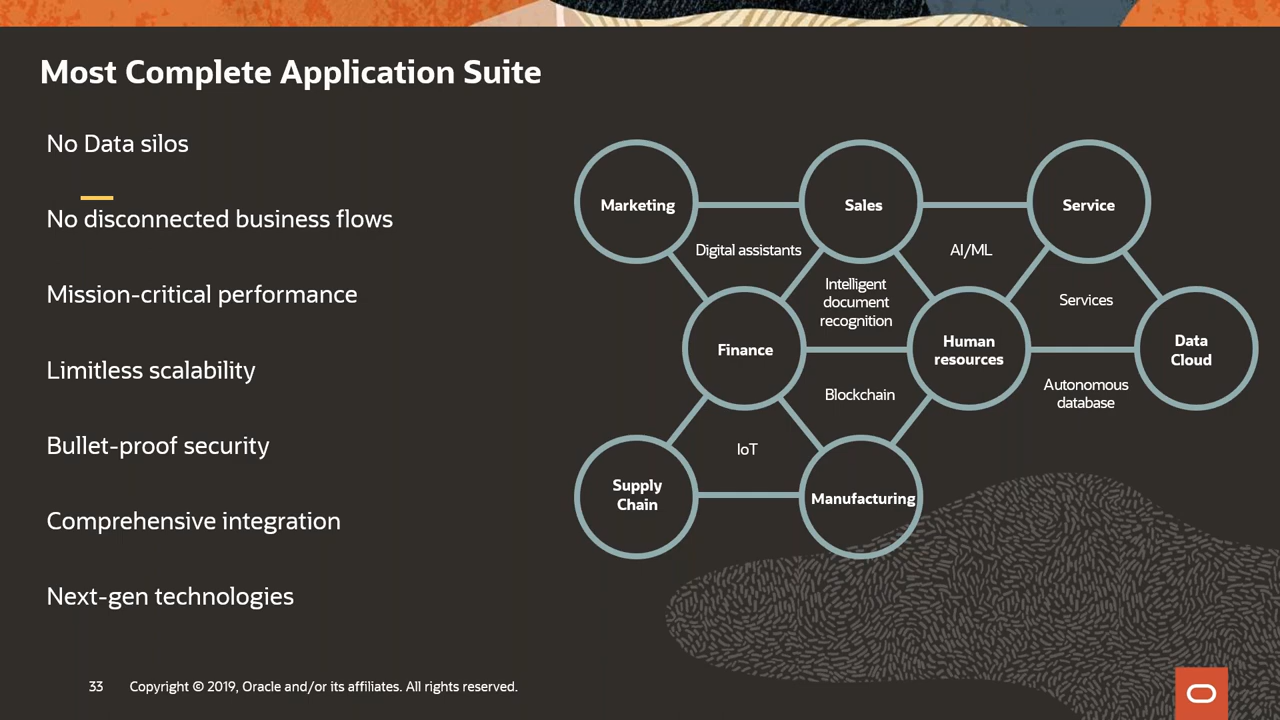 Most Complete Application Suite
No Data silos
No disconnected business flows
Mission-critical performance
Limitless scalability
Bullet-proof security
Comprehensive integration
Next-gen technologies
Marketing
Sales
Service
Digital assistants
AI/ML
Intelligent
document
recognition
Services
Finance
Human
resources
Data
Cloud
Blockchain
Autonomous
database
IoT
Supply
Chain
Manufacturing
33
Copyright © 2019, Oracle and/or its affiliates. All rights reserved.